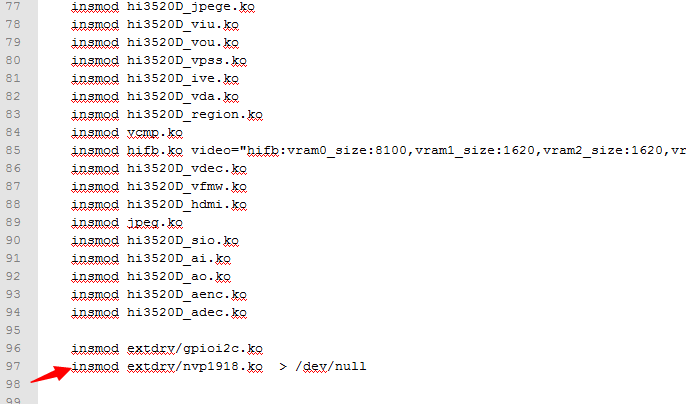 77 insmod hi3520D_jpege.ko
78 insmod hi3520D_viu.ko
79 insmod hi3520D_vou.ko
80 insmod hi3520D_vpss.ko
81 insmod hi3520D_ive.ko
82 insmod hi3520D_vda.ko
83 insmod hi3520D_region.ko
84 insmod vcmp.ko
85 insmod hifb.ko video="hifb:vram0_size:8100,vram1_size:1620,vram2_size:1620,vr
86 insmod hi3520D_vdec.ko
87 insmod hi3520D_vfmw.ko
88 insmod hi3520D_hdmi.ko
89 insmod jpeg.ko
90 insmod hi3520D_sio.ko
91 insmod hi3520D_ai.ko
92 insmod hi3520D_ao.ko
93 insmod hi3520D_aenc.ko
94 insmod hi3520D_adec.ko
95
96 insmod extdrv/gpioi2c.ko
97 insmod extdrv/nvp1918.ko  > /dev/null
98
99